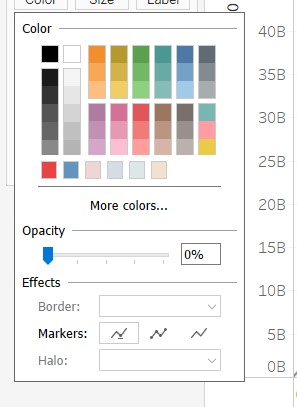 Color Size Label
Color
More colors...
Opacity
0%
Effects
Border:
Markers:
Halo:
0
40B
35B
30B
25B
20B
15B
10B
5B
0B